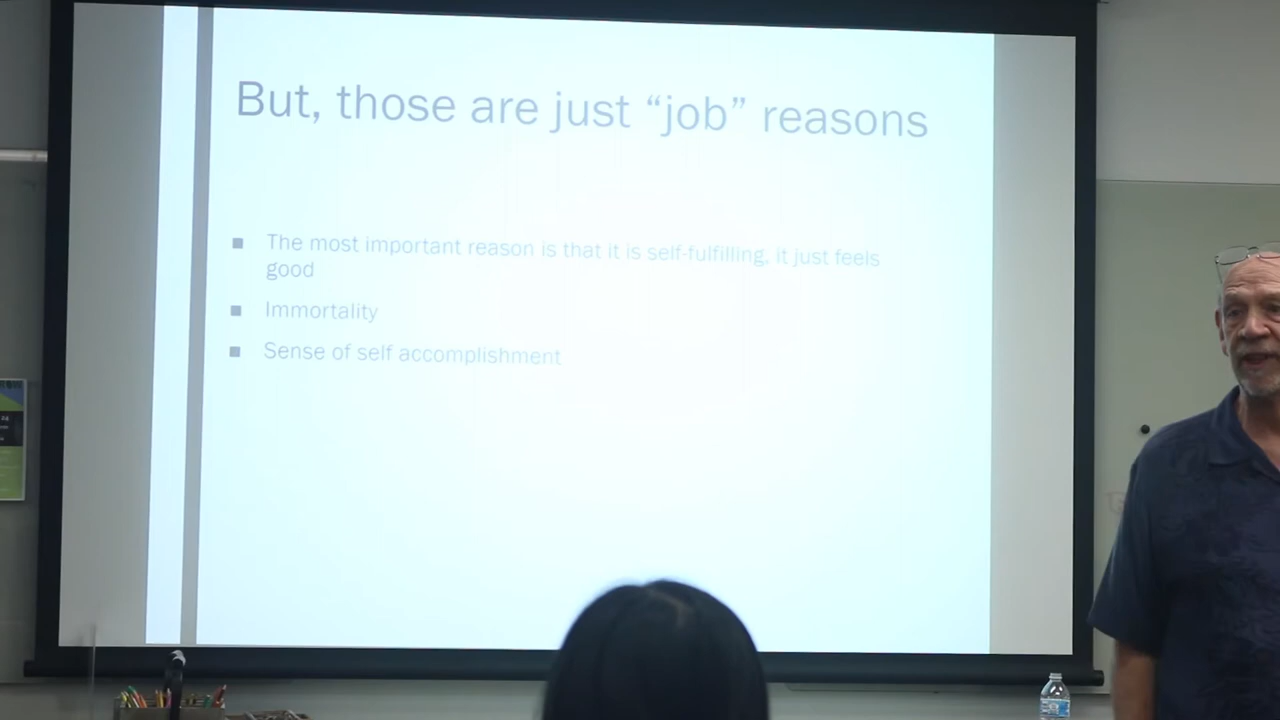 But, those are just “job” reasons
The most important reason is that it is self-fulfilling, it just feels
good
Immortality
Sense of self accomplishment